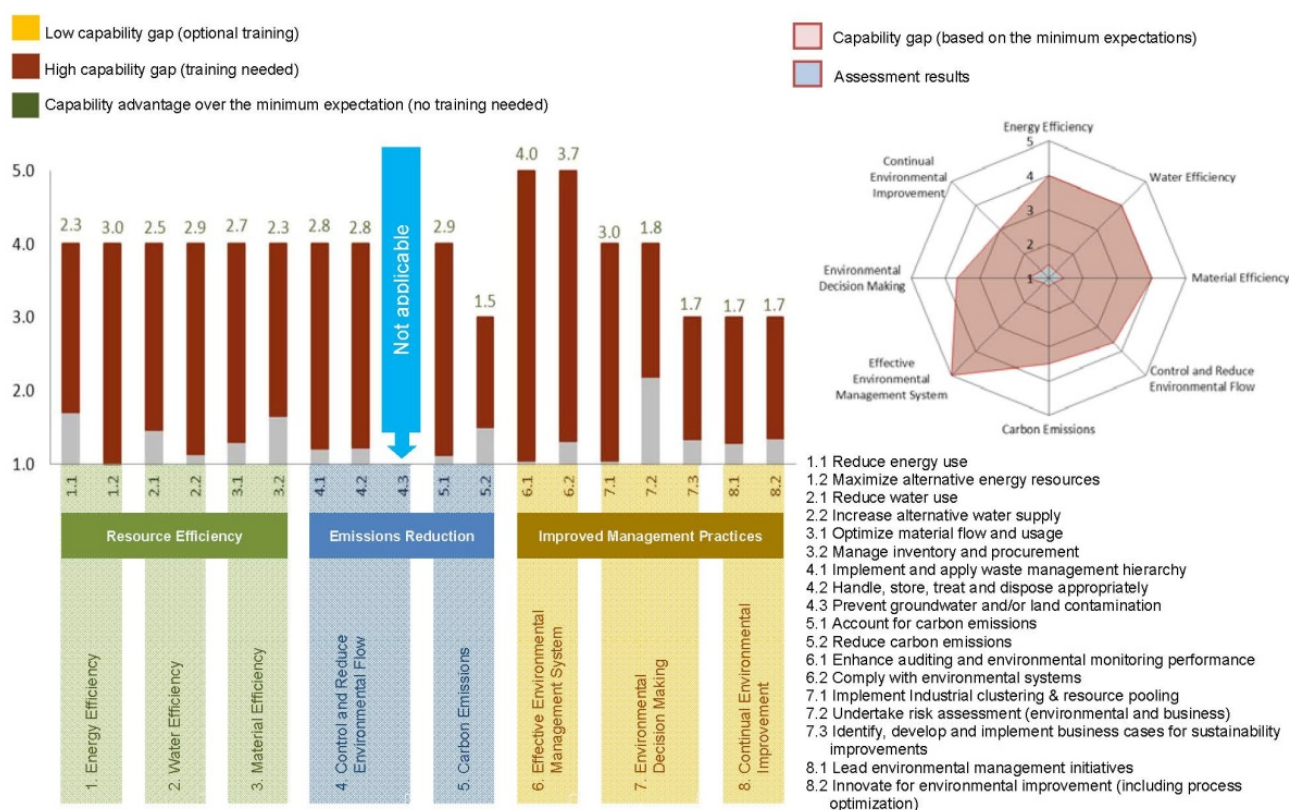 Low capability gap (optional training)
High capability gap (training needed)
Capability advantage over the minimum expectation (no training needed)
Capability gap (based on the minimum expectations)
Assessment results
5.0
4.0
3.0
2.0
1.0
2.3
3.0
2.5
2.9
2.7
2.3
2.8
2.8
Not applicable
2.9
1.5
4.0
3.7
3.0
1.8
1.7
1.7
1.7
1.1
1.2
2.1
2.2
3.1
3.2
4.1
4.2
4.3
5.1
5.2
6.1
6.2
7.1
7.2
7.3
8.1
8.2
Resource Efficiency
Emissions Reduction
Improved Management Practices
1. Energy Efficiency
2. Water Efficiency
3. Material Efficiency
4. Control and Reduce
Environmental Flow
5. Carbon Emissions
6. Effective Environmental
Management System
7. Environmental
Decision Making
8. Continual Environmental
Improvement
Energy Efficiency
5
4
3
2
1
Water Efficiency
Material Efficiency
Control and Reduce
Environmental Flow
Carbon Emissions
Effective
Environmental
Management System
Environmental
Decision Making
Continual
Environmental
Improvement
1.1 Reduce energy use
1.2 Maximize alternative energy resources
2.1 Reduce water use
2.2 Increase alternative water supply
3.1 Optimize material flow and usage
3.2 Manage inventory and procurement
4.1 Implement and apply waste management hierarchy
4.2 Handle, store, treat and dispose appropriately
4.3 Prevent groundwater and/or land contamination
5.1 Account for carbon emissions
5.2 Reduce carbon emissions
6.1 Enhance auditing and environmental monitoring performance
6.2 Comply with environmental systems
7.1 Implement Industrial clustering & resource pooling
7.2 Undertake risk assessment (environmental and business)
7.3 Identify, develop and implement business cases for sustainability
improvements
8.1 Lead environmental management initiatives
8.2 Innovate for environmental improvement (including process
optimization)